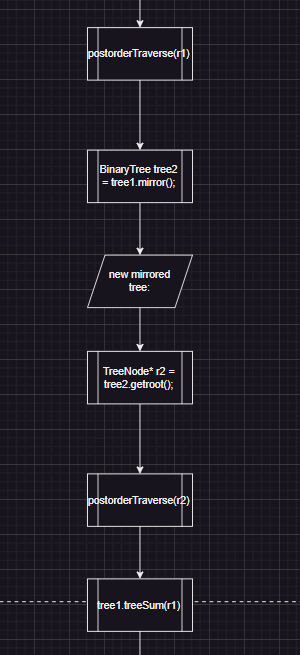 postorderTraverse(r1)
BinaryTree tree2
= tree1.mirror();
new mirrored
tree:
TreeNode* r2 =
tree2.getroot();
postorderTraverse(r2)
tree1.treeSum(r1)